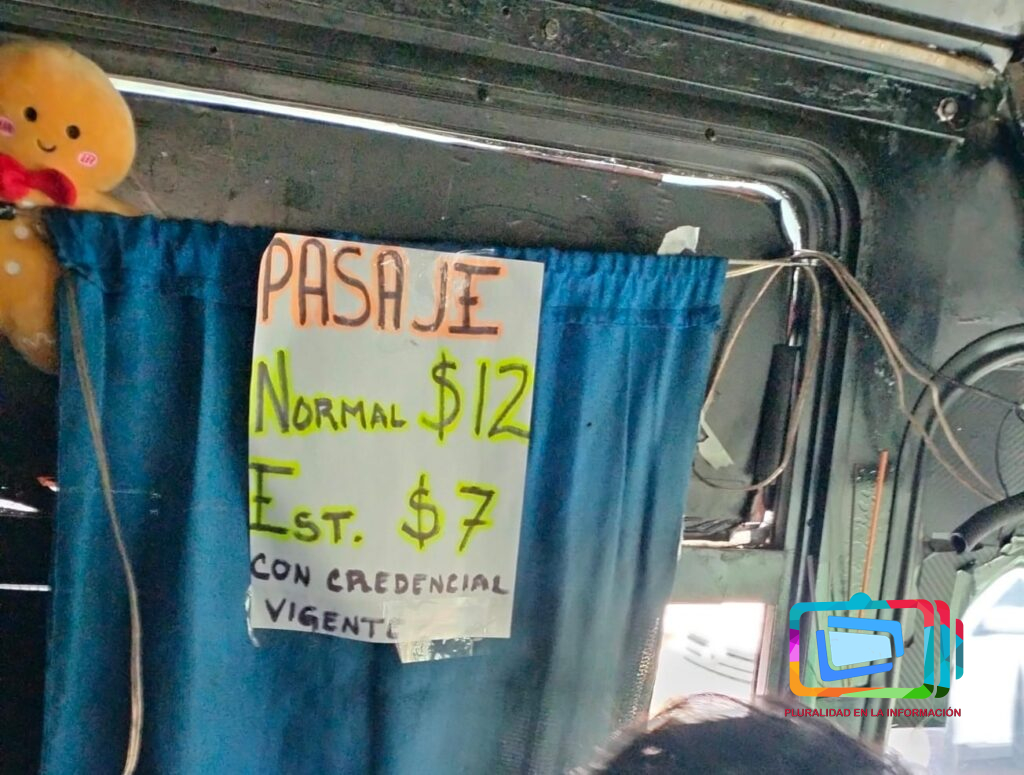 PASAJE
NORMAL $12
EST. $7
CON CREDENCIAL
VIGENTE
PLURALIDAD EN LA INFORMACIÓN